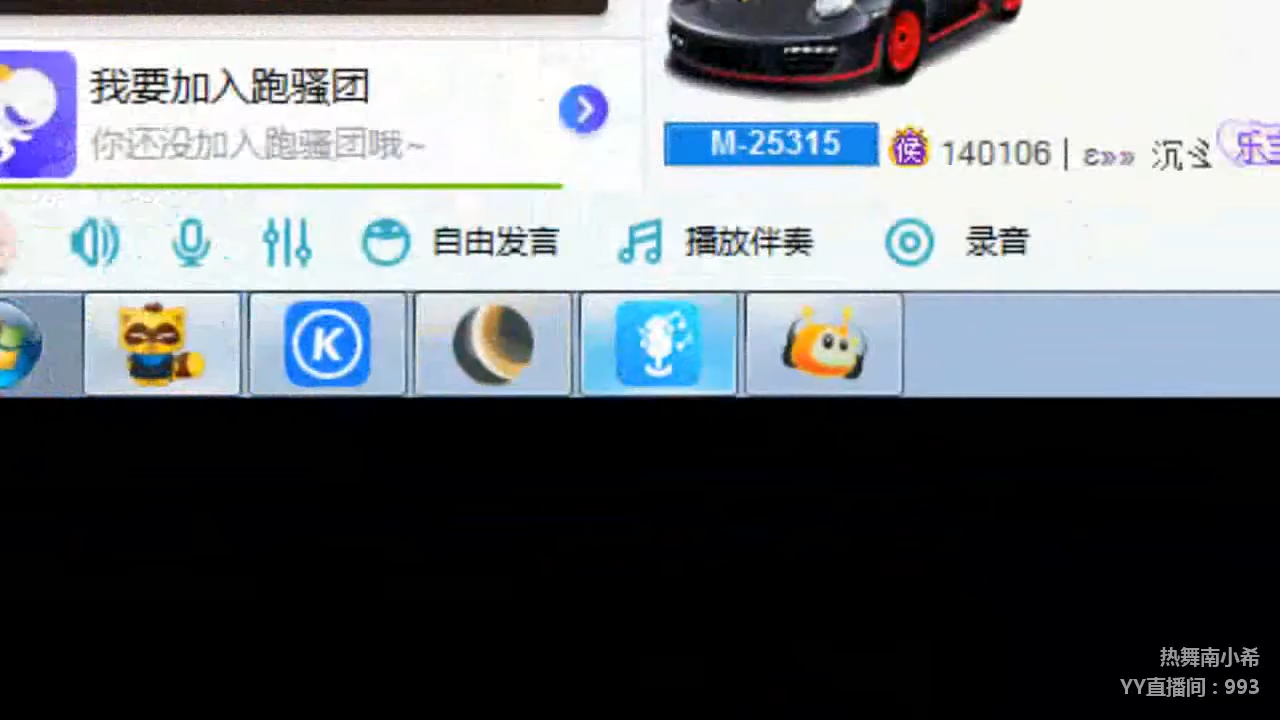 我要加入跑骚团
你还没加入跑骚团哦~
M-25315
侯 140106 | ε»» 沉
自由发言
播放伴奏
录音
K
热舞南小希
YY直播间：993